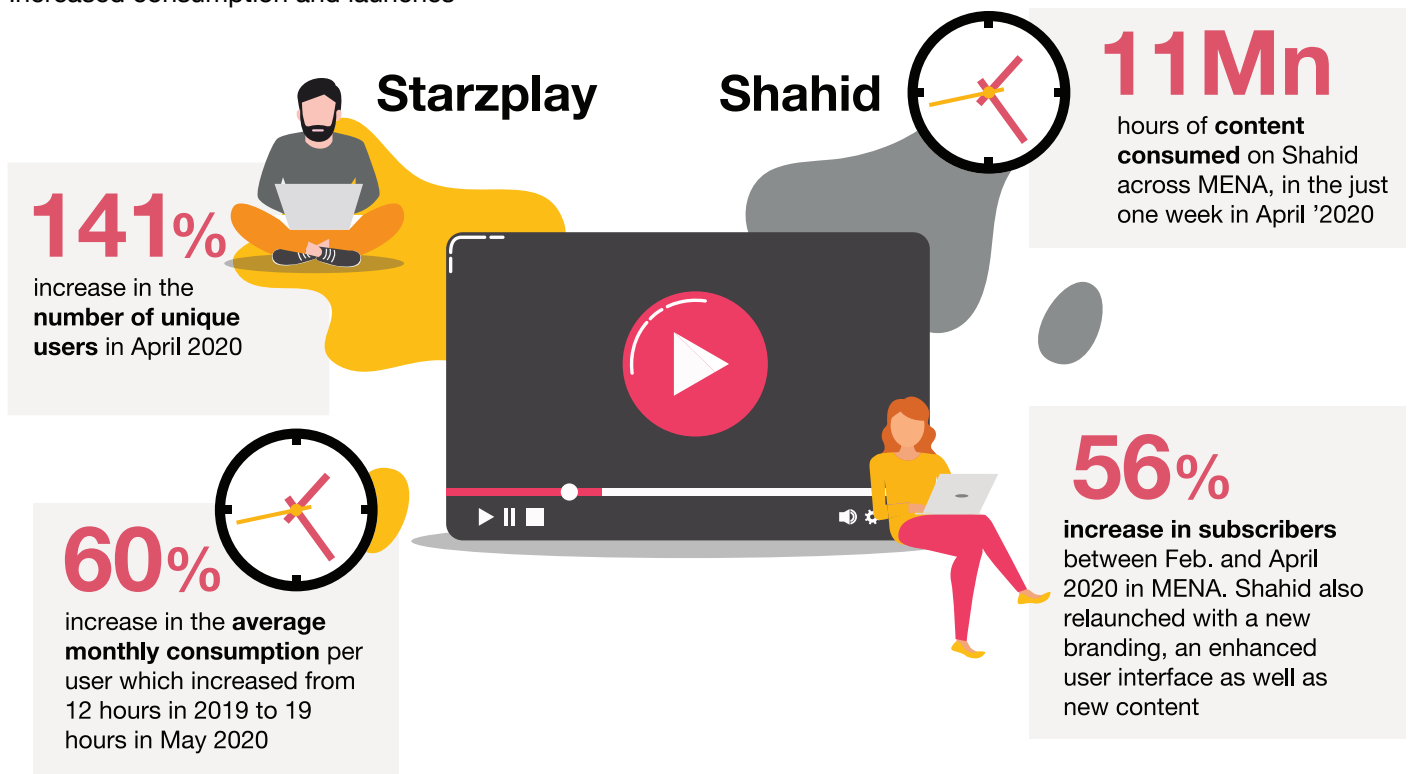 increased consumption and launches
Starzplay
141%
increase in the
number of unique
users in April 2020
60%
increase in the average
monthly consumption per
user which increased from
12 hours in 2019 to 19
hours in May 2020
Shahid
11Mn
hours of content
consumed on Shahid
across MENA, in the just
one week in April ’2020
56%
increase in subscribers
between Feb. and April
2020 in MENA. Shahid also
relaunched with a new
branding, an enhanced
user interface as well as
new content